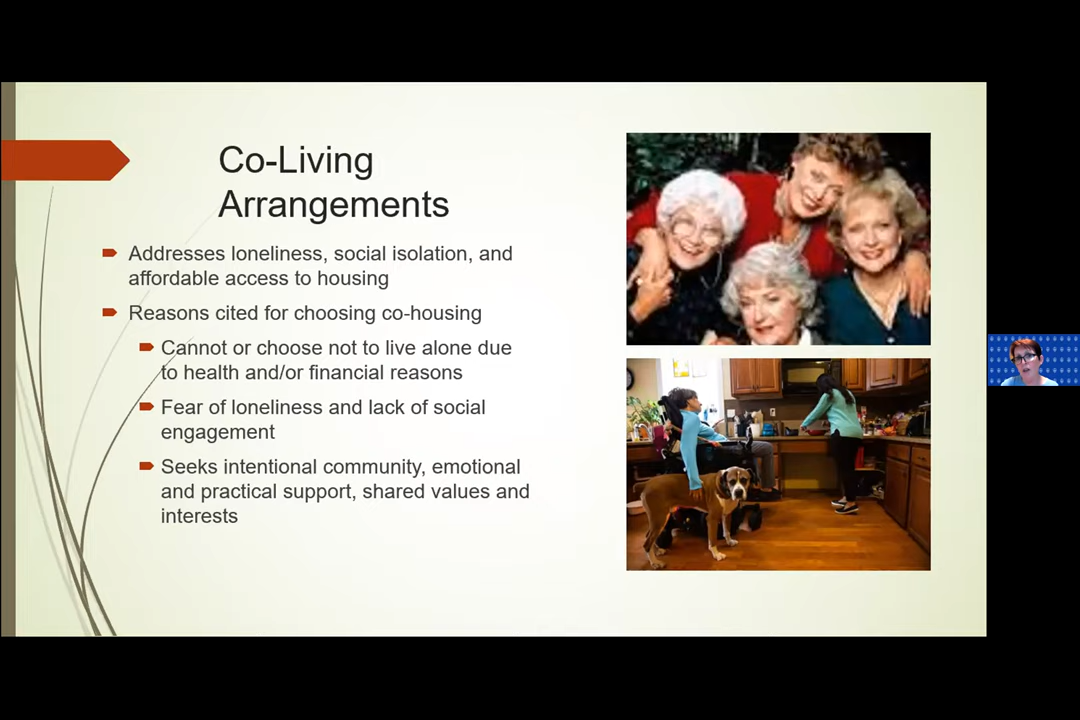 Co-Living
Arrangements
Addresses loneliness, social isolation, and
affordable access to housing
Reasons cited for choosing co-housing
Cannot or choose not to live alone due
to health and/or financial reasons
Fear of loneliness and lack of social
engagement
Seeks intentional community, emotional
and practical support, shared values and
interests